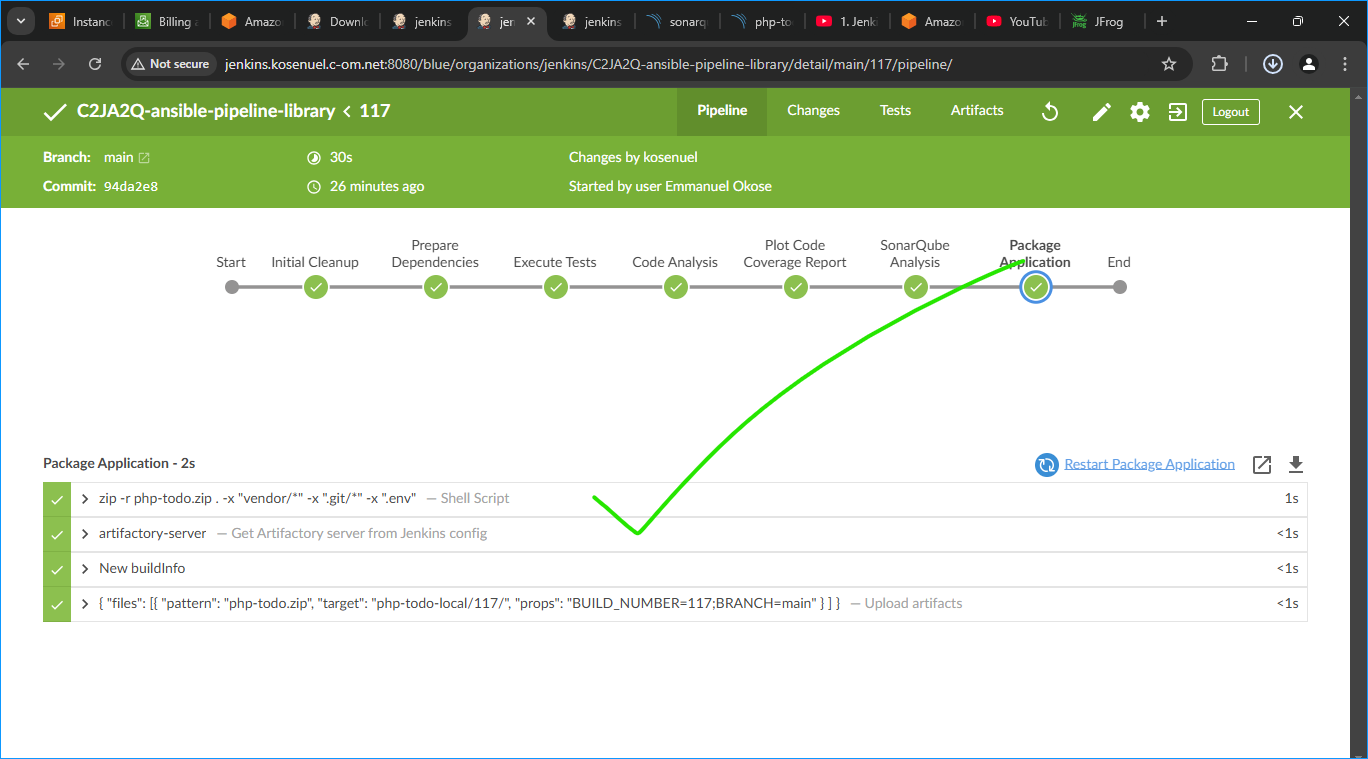 Instanc
Billing a
Amazo
Downlo
jenkins
jen
jenkins
sonarqu
php-to
1. Jenki
Amazo
YouTub
JFrog
Not secure
jenkins.kosenuel.c-om.net:8080/blue/organizations/jenkins/C2JA2Q-ansible-pipeline-library/detail/main/117/pipeline/
C2JA2Q-ansible-pipeline-library < 117
Pipeline
Changes
Tests
Artifacts
Logout
Branch: main
30s
Changes by kosenuel
Commit: 94da2e8
26 minutes ago
Started by user Emmanuel Okose
Start
Initial Cleanup
Prepare
Dependencies
Execute Tests
Code Analysis
Plot Code
Coverage Report
SonarQube
Analysis
Package
Application
End
Package Application - 2s
Restart Package Application
zip -r php-todo.zip . -x "vendor/*" -x ".git/*" -x ".env" — Shell Script 1s
artifactory-server — Get Artifactory server from Jenkins config <1s
New buildInfo <1s
{ "files": [{ "pattern": "php-todo.zip", "target": "php-todo-local/117/", "props": "BUILD_NUMBER=117;BRANCH=main" } ] } — Upload artifacts <1s